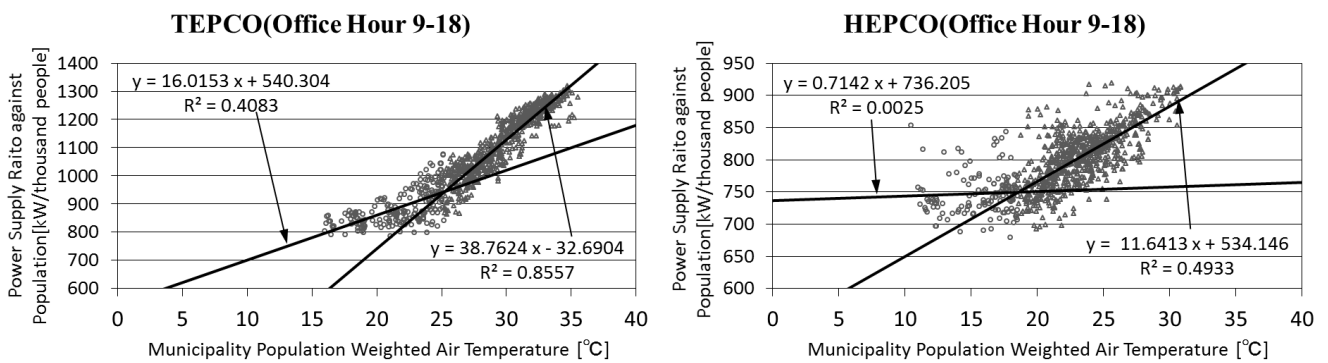 TEPCO(Office Hour 9-18)
Power Supply Raito against
Population[kW/thousand people]
1400
1300
1200
1100
1000
900
800
700
600
y = 16.0153 x + 540.304
R² = 0.4083
y = 38.7624 x - 32.6904
R² = 0.8557
0 5 10 15 20 25 30 35 40
Municipality Population Weighted Air Temperature [℃]
HEPCO(Office Hour 9-18)
Power Supply Raito against
Population[kW/thousand people]
950
900
850
800
750
700
650
600
y = 0.7142 x + 736.205
R² = 0.0025
y = 11.6413 x + 534.146
R² = 0.4933
0 5 10 15 20 25 30 35 40
Municipality Population Weighted Air Temperature [℃]